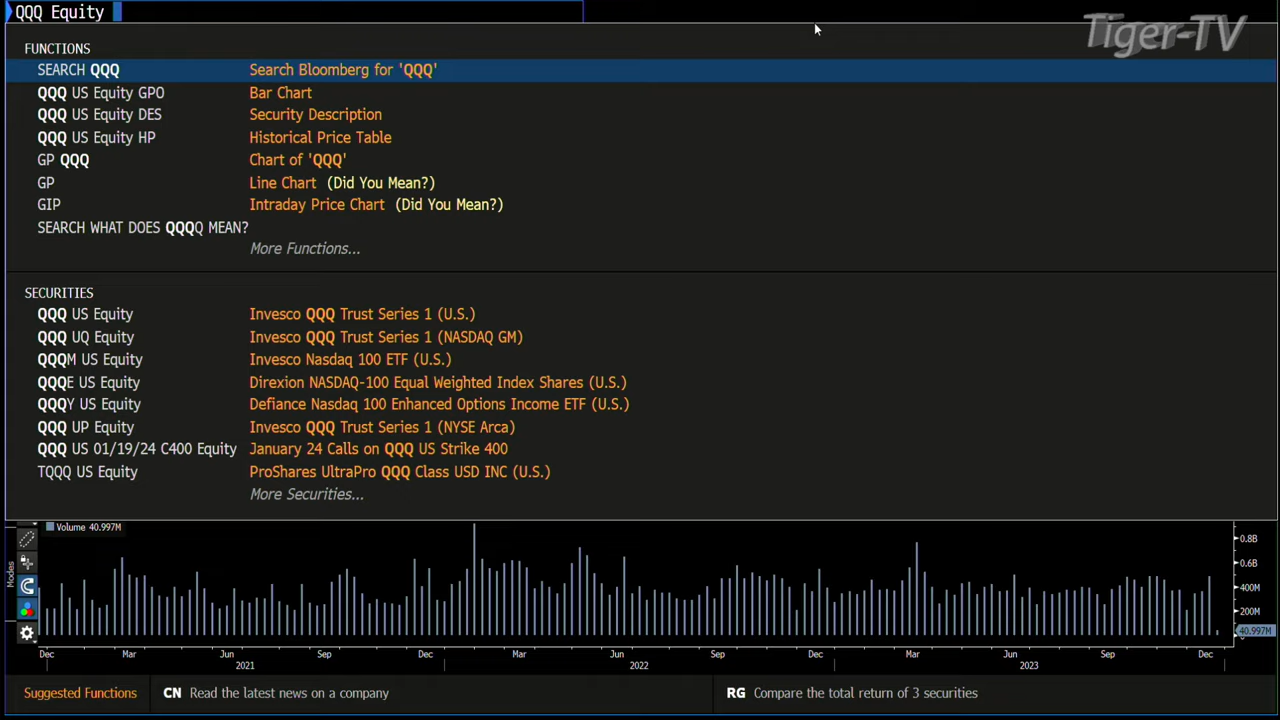 QQQ Equity
Tiger-TV
FUNCTIONS
SEARCH QQQ Search Bloomberg for 'QQQ'
QQQ US Equity GPO Bar Chart
QQQ US Equity DES Security Description
QQQ US Equity HP Historical Price Table
GP QQQ Chart of 'QQQ'
GP Line Chart (Did You Mean?)
GIP Intraday Price Chart (Did You Mean?)
SEARCH WHAT DOES QQQQ MEAN?
More Functions...
SECURITIES
QQQ US Equity Invesco QQQ Trust Series 1 (U.S.)
QQQ UQ Equity Invesco QQQ Trust Series 1 (NASDAQ GM)
QQQM US Equity Invesco Nasdaq 100 ETF (U.S.)
QQQE US Equity Direxion NASDAQ-100 Equal Weighted Index Shares (U.S.)
QQQY US Equity Defiance Nasdaq 100 Enhanced Options Income ETF (U.S.)
QQQ UP Equity Invesco QQQ Trust Series 1 (NYSE Arca)
QQQ US 01/19/24 C400 Equity January 24 Calls on QQQ US Strike 400
TQQQ US Equity ProShares UltraPro QQQ Class USD INC (U.S.)
More Securities...
Volume 40.997M
Modes
0.8B
0.6B
400M
200M
40.997M
0
Dec Mar Jun Sep Dec Mar Jun Sep Dec Mar Jun Sep Dec
2021 2022 2023
Suggested Functions CN Read the latest news on a company RG Compare the total return of 3 securities